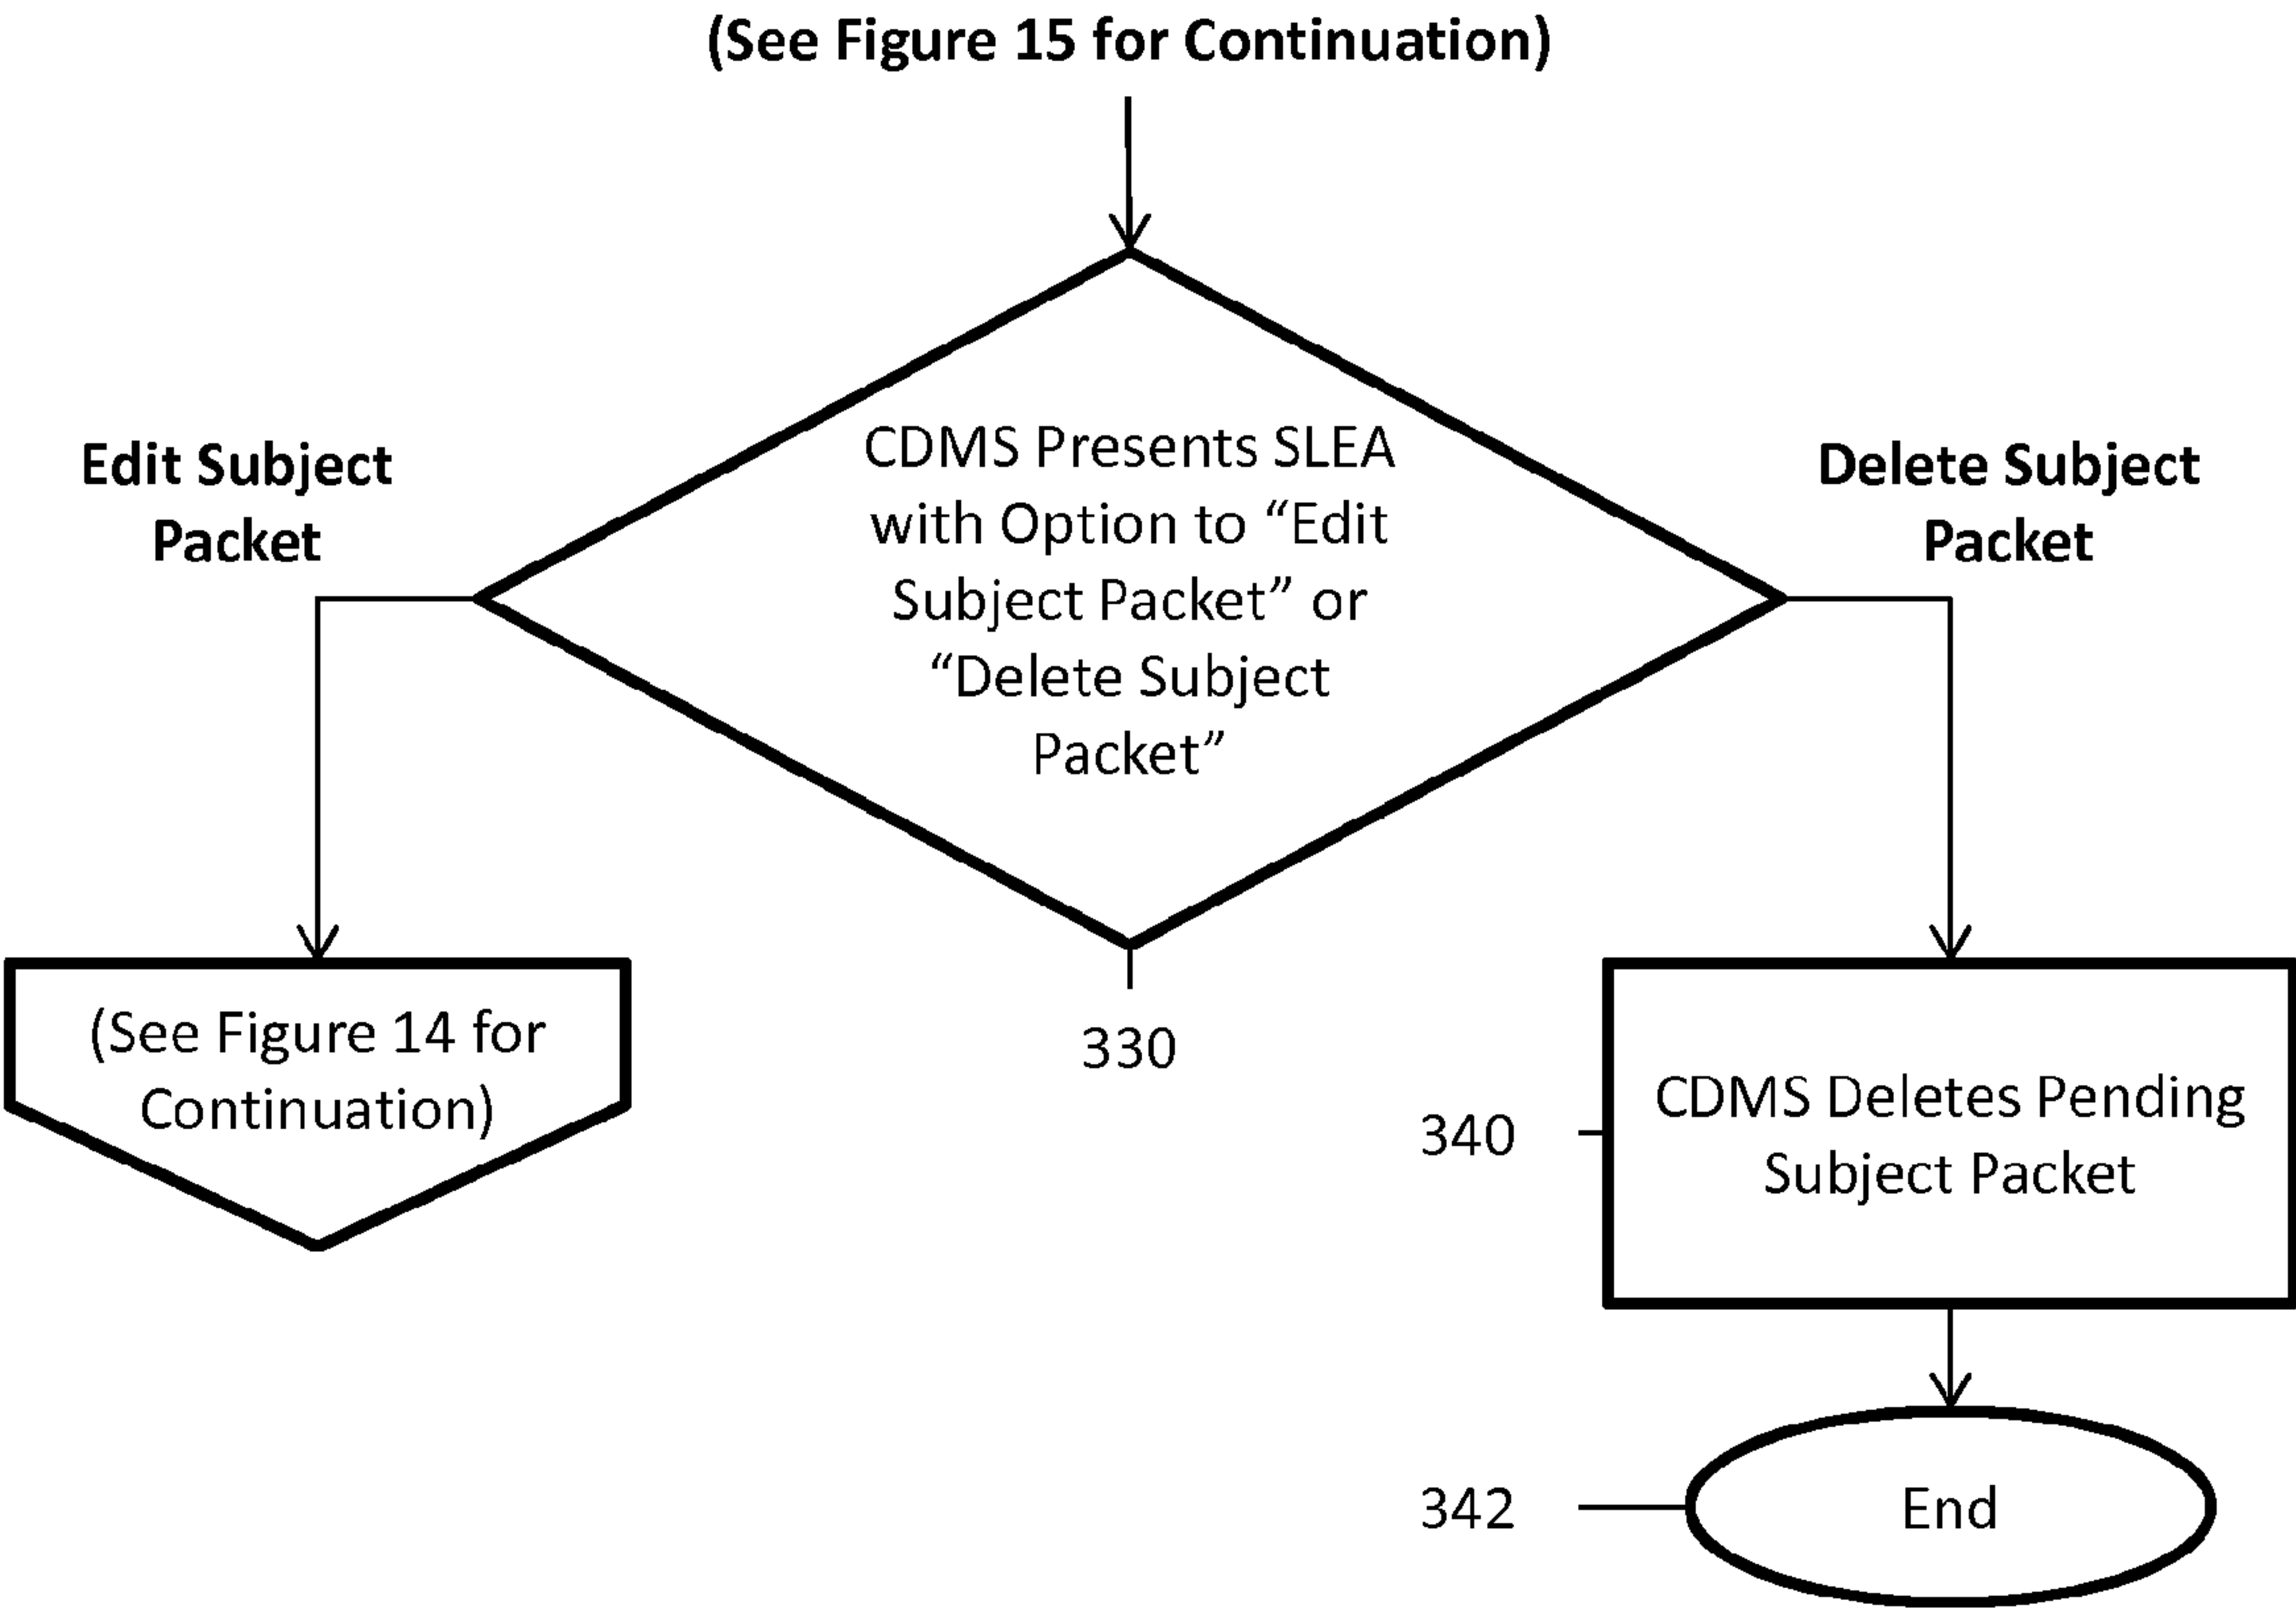 (See Figure 15 for Continuation)
Edit Subject
Packet
CDMS Presents SLEA
with Option to “Edit
Subject Packet” or
“Delete Subject
Packet”
Delete Subject
Packet
(See Figure 14 for
Continuation)
330
340
CDMS Deletes Pending
Subject Packet
342
End